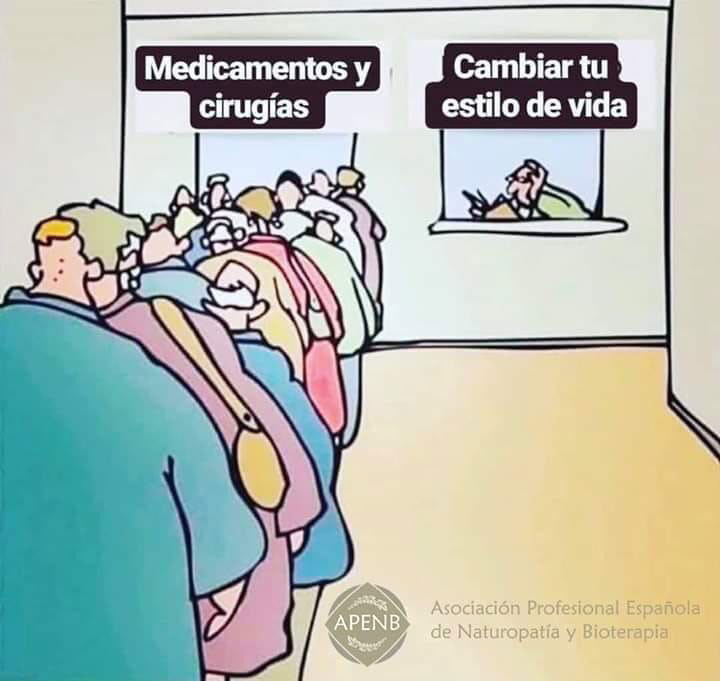 Medicamentos y
cirugías
Cambiar tu
estilo de vida
APENB
Asociación Profesional Española
de Naturopatía y Bioterapia